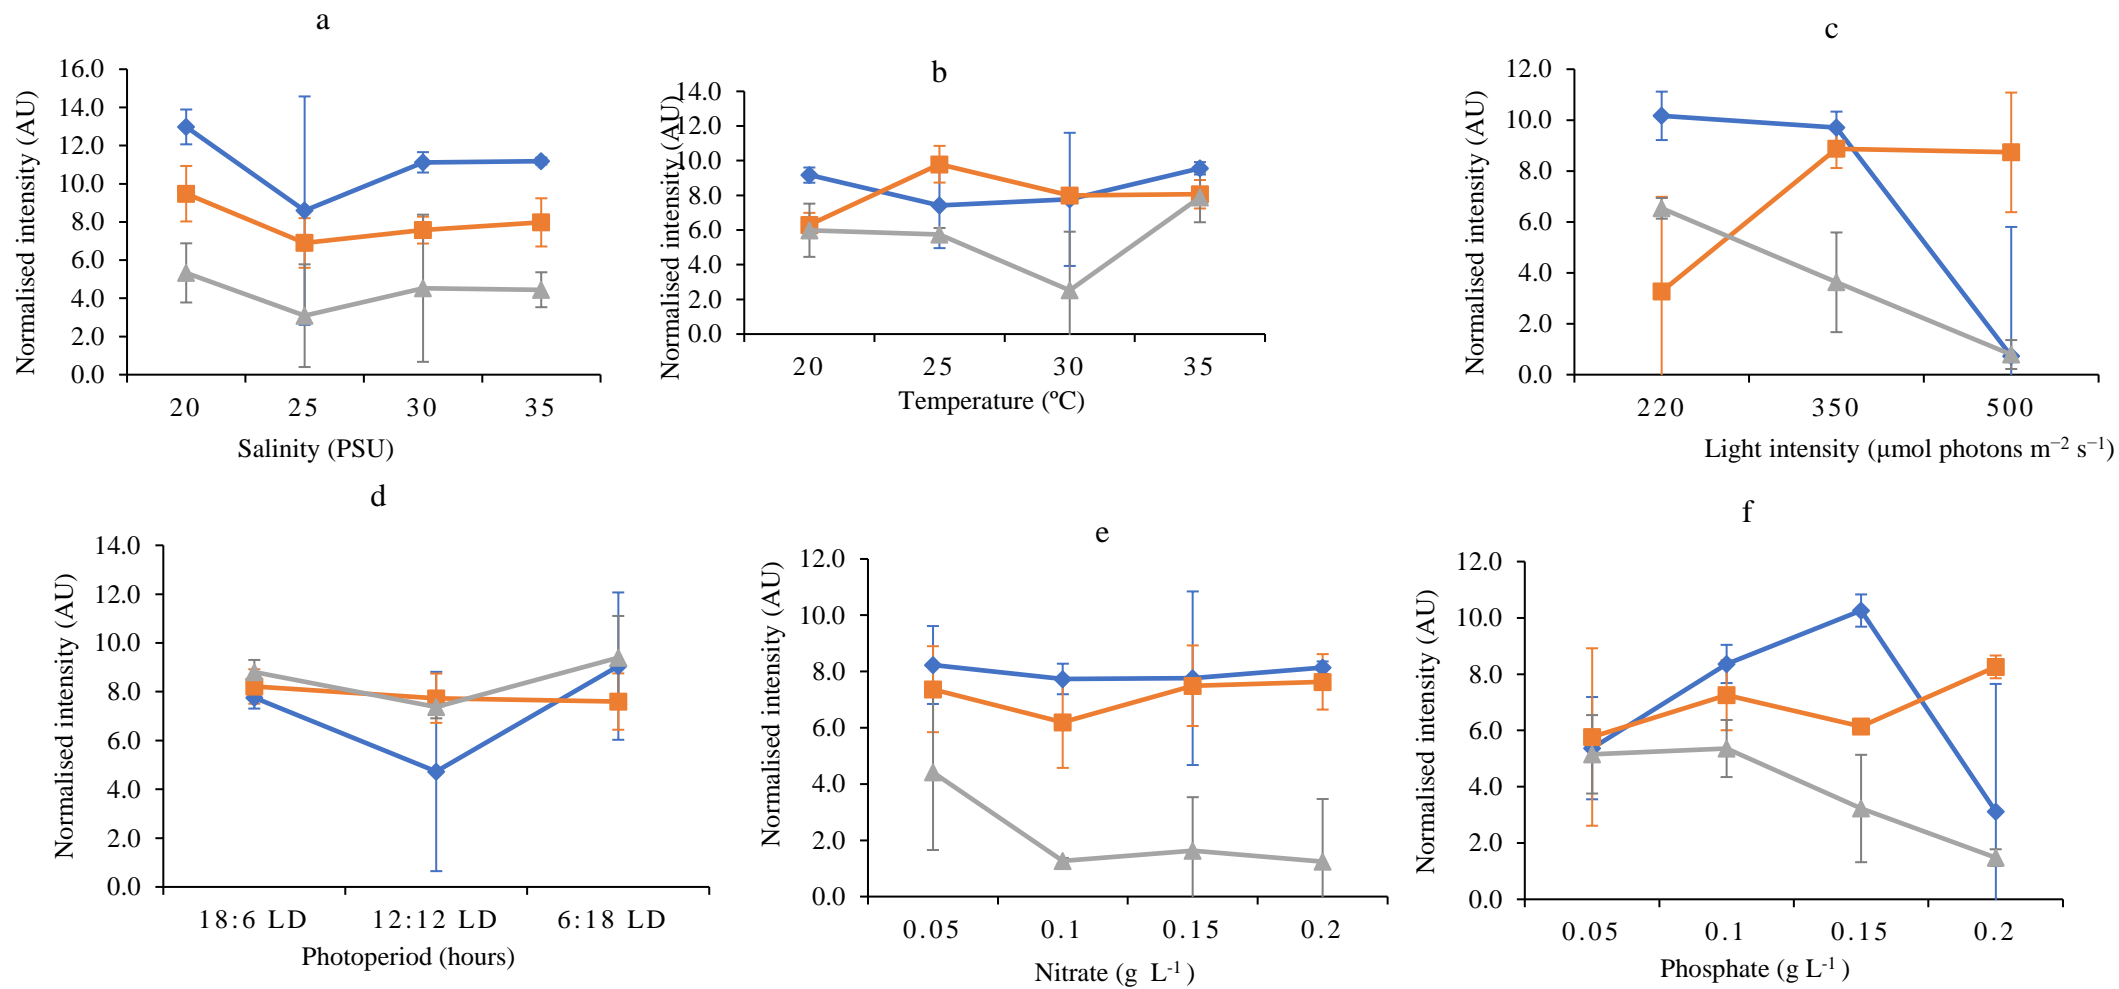 a
16.0
14.0
12.0
10.0
8.0
6.0
4.0
2.0
0.0
Normalised intensity (AU)
20 25 30 35
Salinity (PSU)
b
14.0
12.0
10.0
8.0
6.0
4.0
2.0
0.0
Normalised intensity (AU)
20 25 30 35
Temperature (ºC)
c
12.0
10.0
8.0
6.0
4.0
2.0
0.0
Normalised intensity (AU)
220 350 500
Light intensity (μmol photons m⁻² s⁻¹)
d
14.0
12.0
10.0
8.0
6.0
4.0
2.0
0.0
Normalised intensity (AU)
18:6 LD 12:12 LD 6:18 LD
Photoperiod (hours)
e
12.0
10.0
8.0
6.0
4.0
2.0
0.0
Normalised intensity (AU)
0.05 0.1 0.15 0.2
Nitrate (g L⁻¹)
f
12.0
10.0
8.0
6.0
4.0
2.0
0.0
Normalised intensity (AU)
0.05 0.1 0.15 0.2
Phosphate (g L⁻¹)